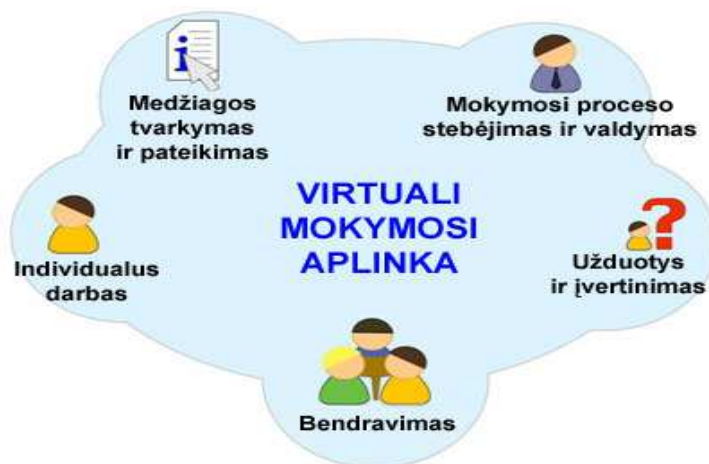 Medžiagos
tvarkymas
ir pateikimas
Mokymosi proceso
stebėjimas ir valdymas
VIRTUALI
MOKYMOSI
APLINKA
Individualus
darbas
Užduotys
ir įvertinimas
Bendravimas